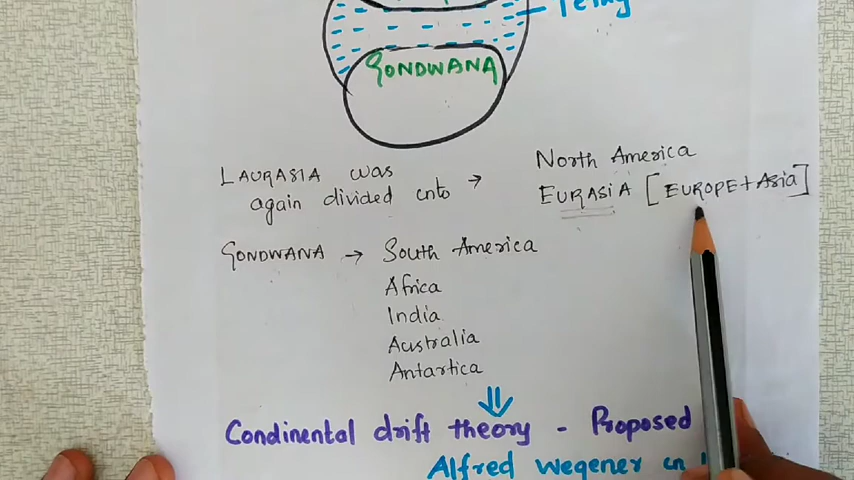 GONDWANA
LAURASIA was
again divided into → North America
EURASIA [EUROPE + Asia]
GONDWANA → South America
Africa
India
Australia
Antartica
Condinental drift theory - Proposed
Alfred Wegener in